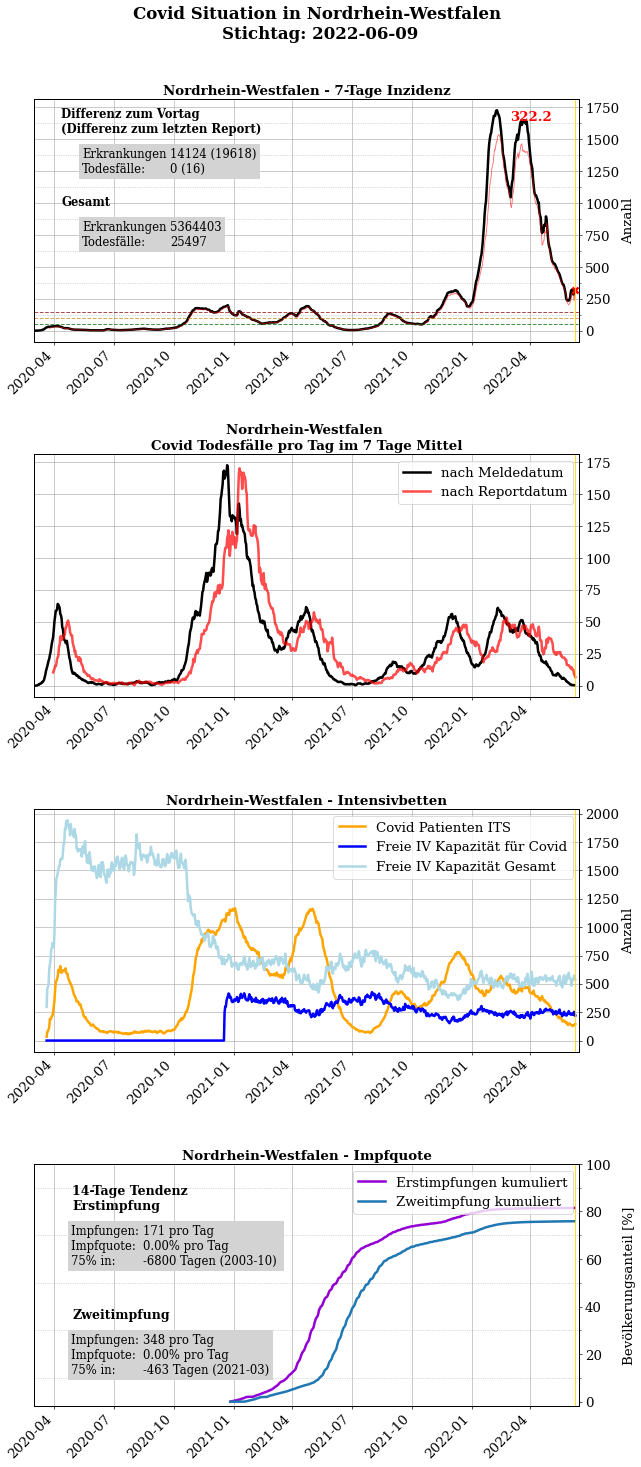 Covid Situation in Nordrhein-Westfalen
Stichtag: 2022-06-09
Nordrhein-Westfalen - 7-Tage Inzidenz
Differenz zum Vortag
(Differenz zum letzten Report)
Erkrankungen 14124 (19618)
Todesfälle: 0 (16)
Gesamt
Erkrankungen 5364403
Todesfälle: 25497
322.2
1750
1500
1250
1000
750
500
250
0
Anzahl
2020-04
2020-07
2020-10
2021-01
2021-04
2021-07
2021-10
2022-01
2022-04
Nordrhein-Westfalen
Covid Todesfälle pro Tag im 7 Tage Mittel
nach Meldedatum
nach Reportdatum
175
150
125
100
75
50
25
0
2020-04
2020-07
2020-10
2021-01
2021-04
2021-07
2021-10
2022-01
2022-04
Nordrhein-Westfalen - Intensivbetten
Covid Patienten ITS
Freie IV Kapazität für Covid
Freie IV Kapazität Gesamt
2000
1750
1500
1250
1000
750
500
250
0
Anzahl
2020-04
2020-07
2020-10
2021-01
2021-04
2021-07
2021-10
2022-01
2022-04
Nordrhein-Westfalen - Impfquote
14-Tage Tendenz
Erstimpfung
Impfungen: 171 pro Tag
Impfquote: 0.00% pro Tag
75% in: -6800 Tagen (2003-10)
Zweitimpfung
Impfungen: 348 pro Tag
Impfquote: 0.00% pro Tag
75% in: -463 Tagen (2021-03)
Erstimpfungen kumuliert
Zweitimpfung kumuliert
100
80
60
40
20
0
Bevölkerungsanteil [%]
2020-04
2020-07
2020-10
2021-01
2021-04
2021-07
2021-10
2022-01
2022-04